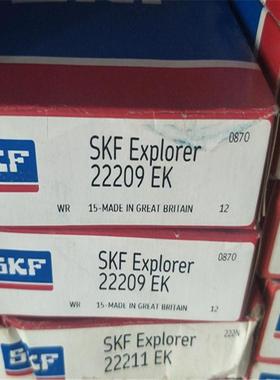 0870
SKF
SKF Explorer
22209 EK
WR 15-MADE IN GREAT BRITAIN 12
0870
SKF
SKF Explorer
22209 EK
WR 15-MADE IN GREAT BRITAIN 12
SKF
SKF Explorer
22211 EK